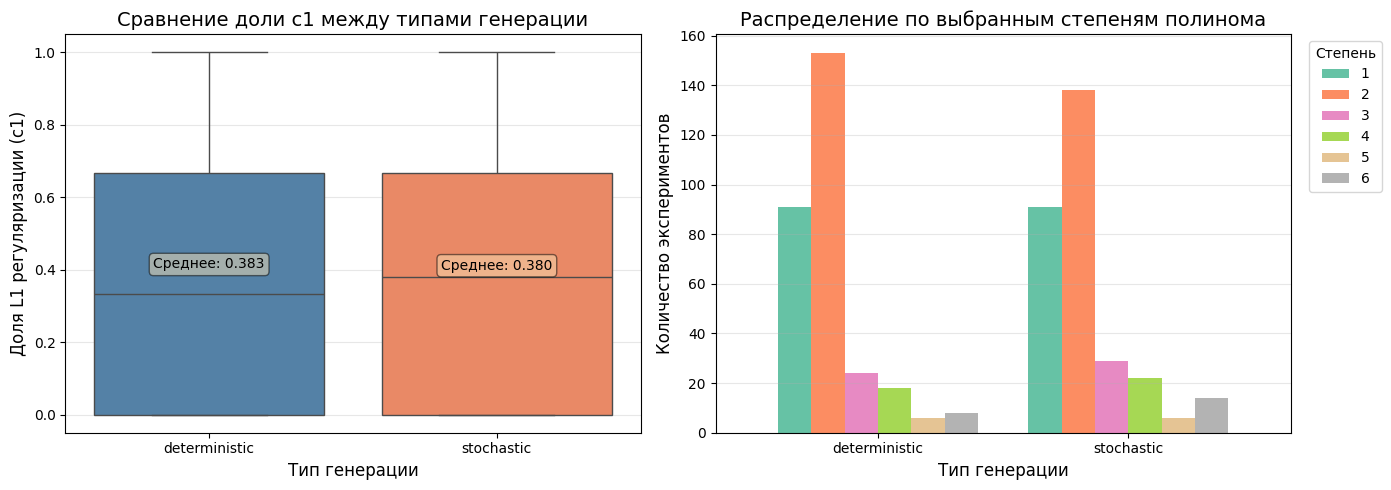 Сравнение доли c1 между типами генерации
Доля L1 регуляризации (c1)
1.0
0.8
0.6
0.4
0.2
0.0
Среднее: 0.383
Среднее: 0.380
deterministic
stochastic
Тип генерации
Распределение по выбранным степеням полинома
Количество экспериментов
160
140
120
100
80
60
40
20
0
deterministic
stochastic
Тип генерации
Степень
1
2
3
4
5
6